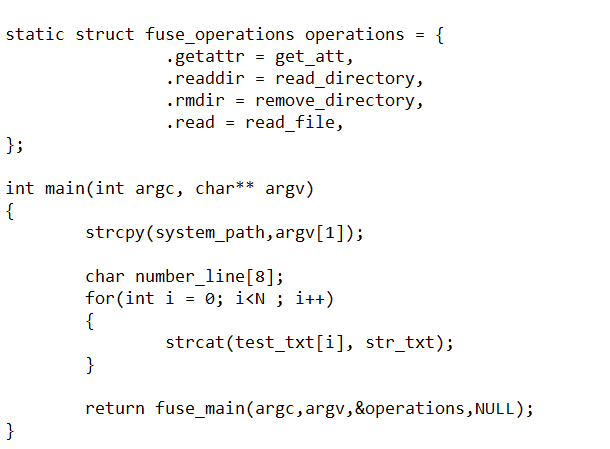 static struct fuse_operations operations = {
.getattr = get_att,
.readdir = read_directory,
.rmdir = remove_directory,
.read = read_file,
};
int main(int argc, char** argv)
{
strcpy(system_path,argv[1]);
char number_line[8];
for(int i = 0; i<N ; i++)
{
strcat(test_txt[i], str_txt);
}
return fuse_main(argc,argv,&operations,NULL);
}